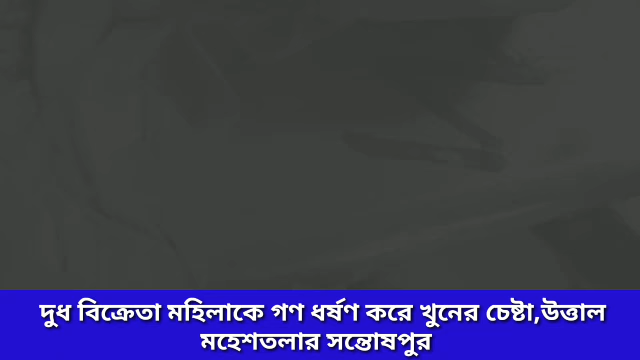 দুধ বিক্রেতা মহিলাকে গণ ধর্ষণ করে খুনের চেষ্টা,উত্তাল
মহেশতলার সন্তোষপুর